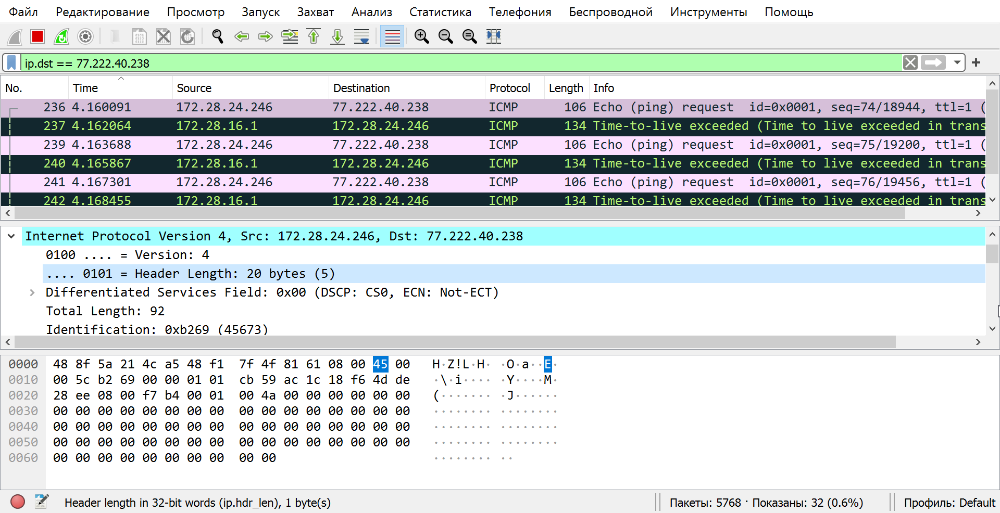 Файл Редактирование Просмотр Запуск Захват Анализ Статистика Телефония Беспроводной Инструменты Помощь
ip.dst == 77.222.40.238
No. Time Source Destination Protocol Length Info
236 4.160091 172.28.24.246 77.222.40.238 ICMP 106 Echo (ping) request id=0x0001, seq=74/18944, ttl=1 (
237 4.162064 172.28.16.1 172.28.24.246 ICMP 134 Time-to-live exceeded (Time to live exceeded in trans
239 4.163688 172.28.24.246 77.222.40.238 ICMP 106 Echo (ping) request id=0x0001, seq=75/19200, ttl=1 (
240 4.165867 172.28.16.1 172.28.24.246 ICMP 134 Time-to-live exceeded (Time to live exceeded in trans
241 4.167301 172.28.24.246 77.222.40.238 ICMP 106 Echo (ping) request id=0x0001, seq=76/19456, ttl=1 (
242 4.168455 172.28.16.1 172.28.24.246 ICMP 134 Time-to-live exceeded (Time to live exceeded in trans
Internet Protocol Version 4, Src: 172.28.24.246, Dst: 77.222.40.238
0100 .... = Version: 4
.... 0101 = Header Length: 20 bytes (5)
Differentiated Services Field: 0x00 (DSCP: CS0, ECN: Not-ECT)
Total Length: 92
Identification: 0xb269 (45673)
0000 48 8f 5a 21 4c a5 48 f1 7f 4f 81 61 08 00 45 00 H·Z!L·H· ·O·a··E·
0010 00 5c b2 69 00 00 01 01 cb 59 ac 1c 18 f6 4d de ·\·i···· ·Y····M·
0020 28 ee 08 00 f7 b4 00 01 00 4a 00 00 00 00 00 00 (······· ·J······
0030 00 00 00 00 00 00 00 00 00 00 00 00 00 00 00 00 ········ ········
0040 00 00 00 00 00 00 00 00 00 00 00 00 00 00 00 00 ········ ········
0050 00 00 00 00 00 00 00 00 00 00 00 00 00 00 00 00 ········ ········
0060 00 00 00 00 00 00 00 00 00 00 ········ ··
Header length in 32-bit words (ip.hdr_len), 1 byte(s) Пакеты: 5768 · Показаны: 32 (0.6%) Профиль: Default